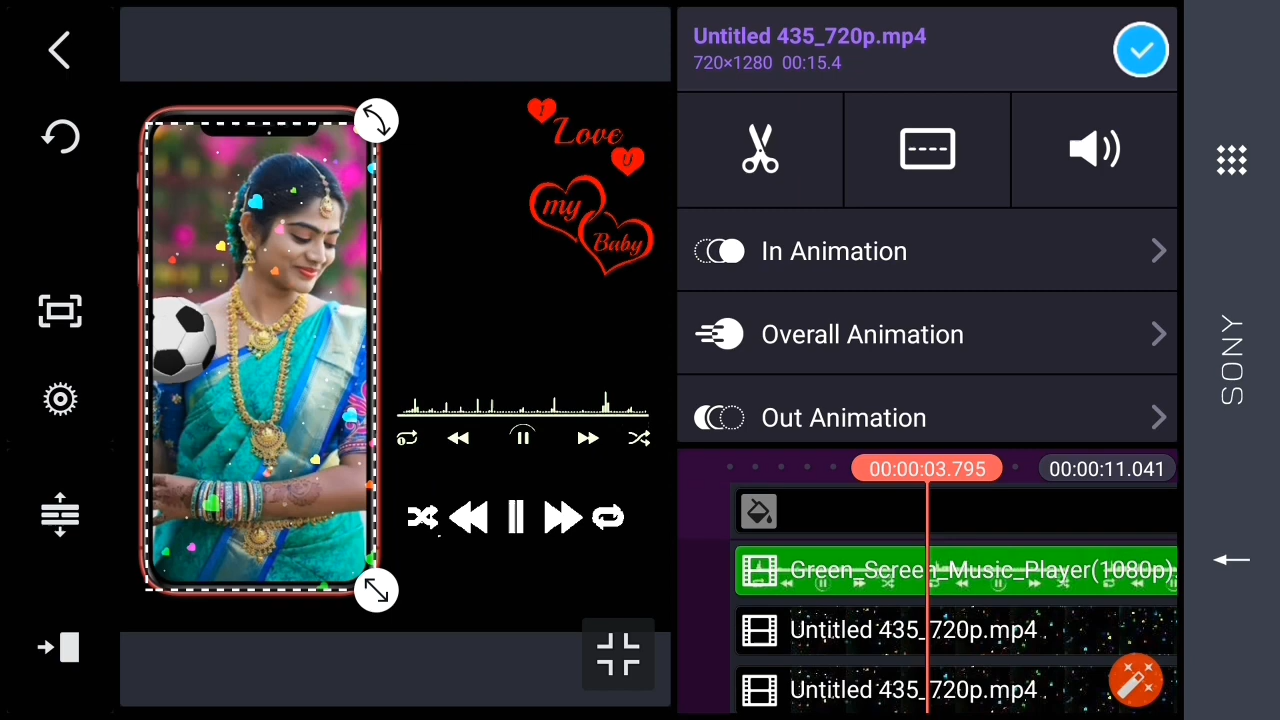 Untitled 435_720p.mp4
720×1280 00:15.4
I
Love
U
my
Baby
In Animation
Overall Animation
Out Animation
00:00:03.795
00:00:11.041
Green_Screen_Music_Player(1080p)
Untitled 435_720p.mp4
Untitled 435_720p.mp4
SONY